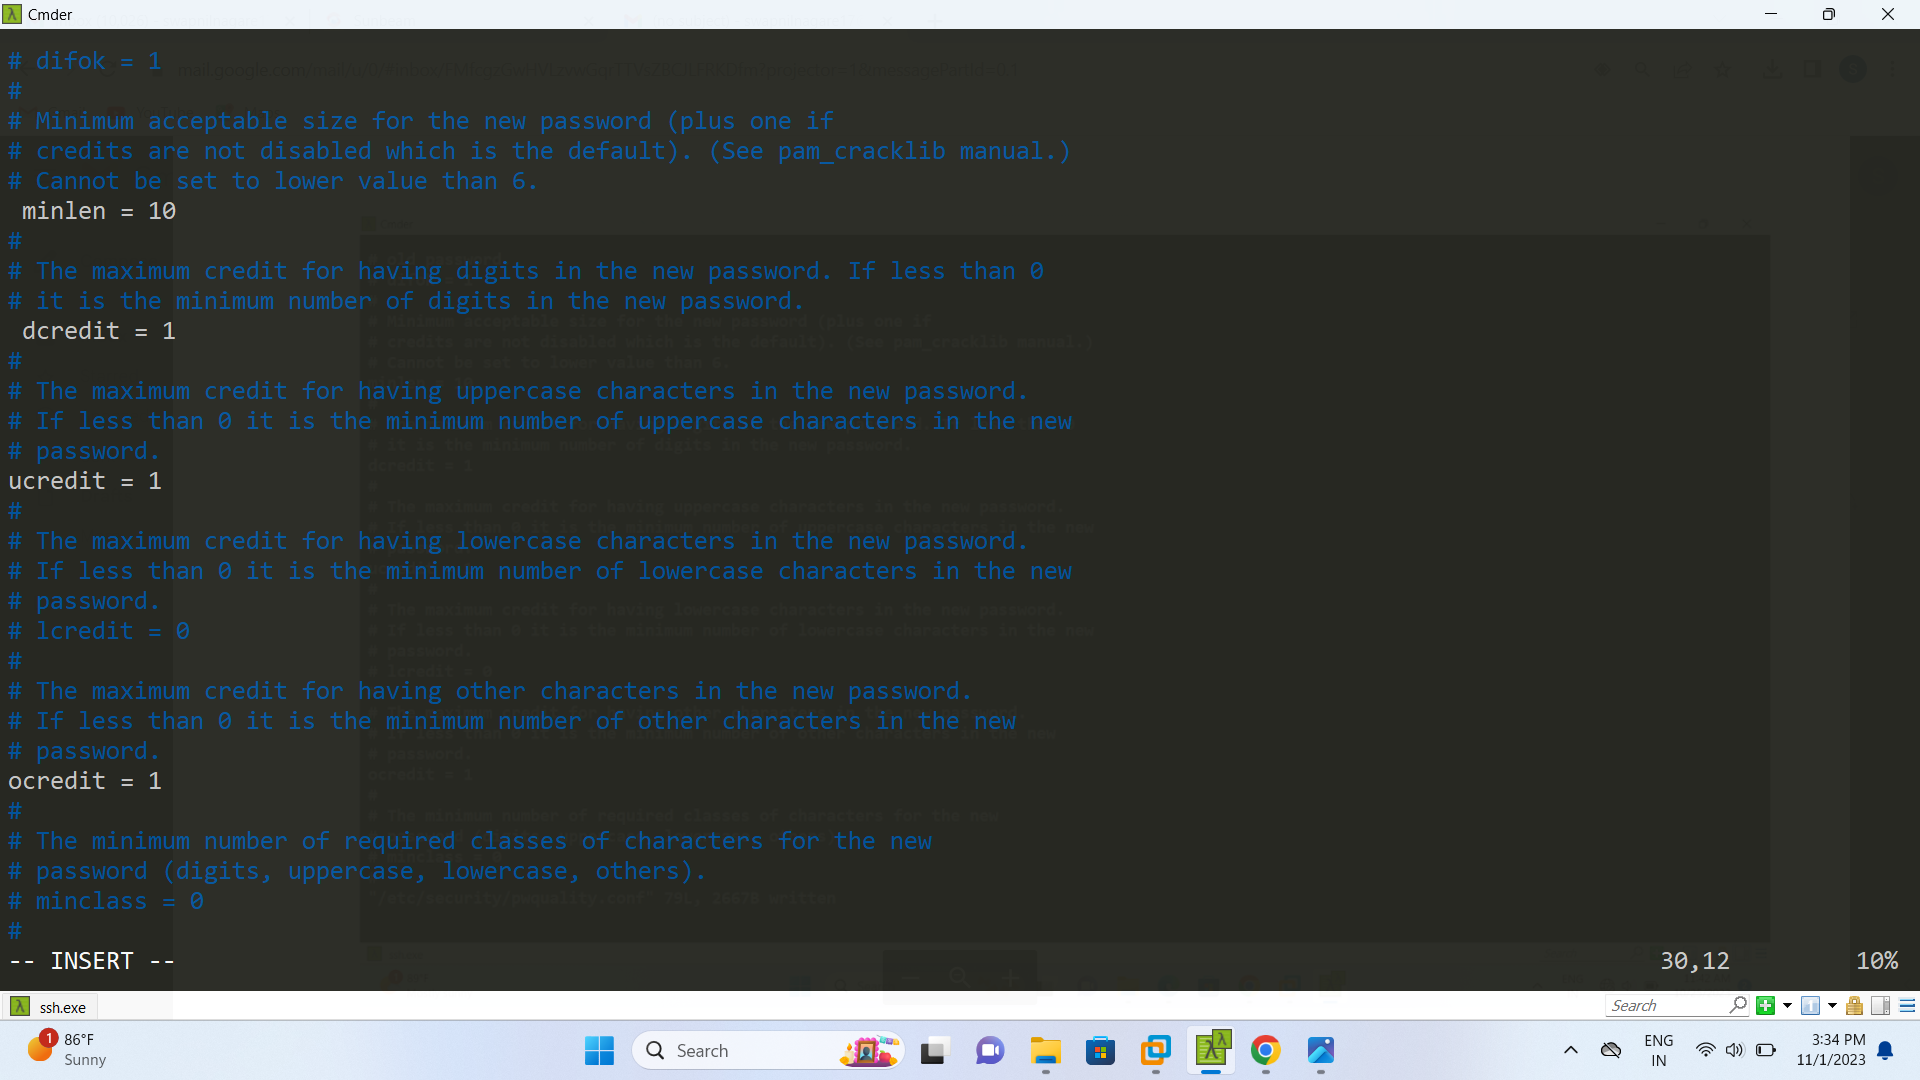 Cmder
# difok = 1
#
# Minimum acceptable size for the new password (plus one if
# credits are not disabled which is the default). (See pam_cracklib manual.)
# Cannot be set to lower value than 6.
 minlen = 10
#
# The maximum credit for having digits in the new password. If less than 0
# it is the minimum number of digits in the new password.
 dcredit = 1
#
# The maximum credit for having uppercase characters in the new password.
# If less than 0 it is the minimum number of uppercase characters in the new
# password.
ucredit = 1
#
# The maximum credit for having lowercase characters in the new password.
# If less than 0 it is the minimum number of lowercase characters in the new
# password.
# lcredit = 0
#
# The maximum credit for having other characters in the new password.
# If less than 0 it is the minimum number of other characters in the new
# password.
ocredit = 1
#
# The minimum number of required classes of characters for the new
# password (digits, uppercase, lowercase, others).
# minclass = 0
#
-- INSERT -- 30,12 10%
ssh.exe Search
1 86°F
Sunny
Search
ENG
IN
3:34 PM
11/1/2023